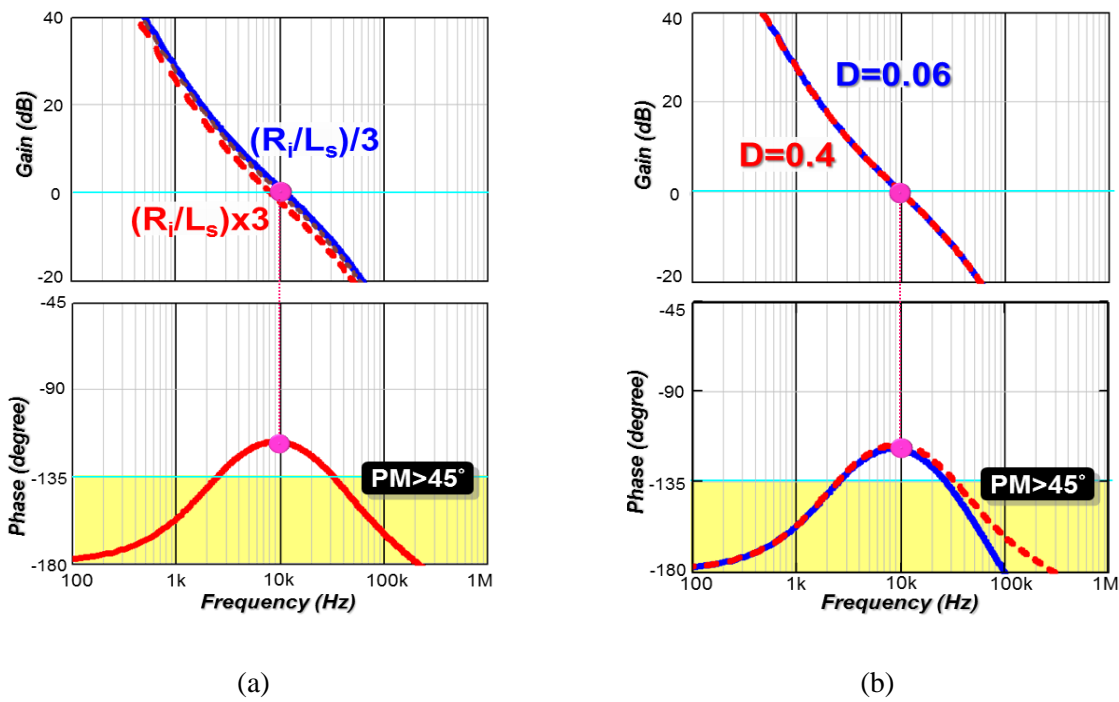 40
20
0
-20
Gain (dB)
(Ri/Ls)/3
(Ri/Ls)x3
-45
-90
-135
-180
Phase (degree)
PM>45°
100
1k
10k
100k
1M
Frequency (Hz)
(a)
40
20
0
-20
Gain (dB)
D=0.06
D=0.4
-45
-90
-135
-180
Phase (degree)
PM>45°
100
1k
10k
100k
1M
Frequency (Hz)
(b)